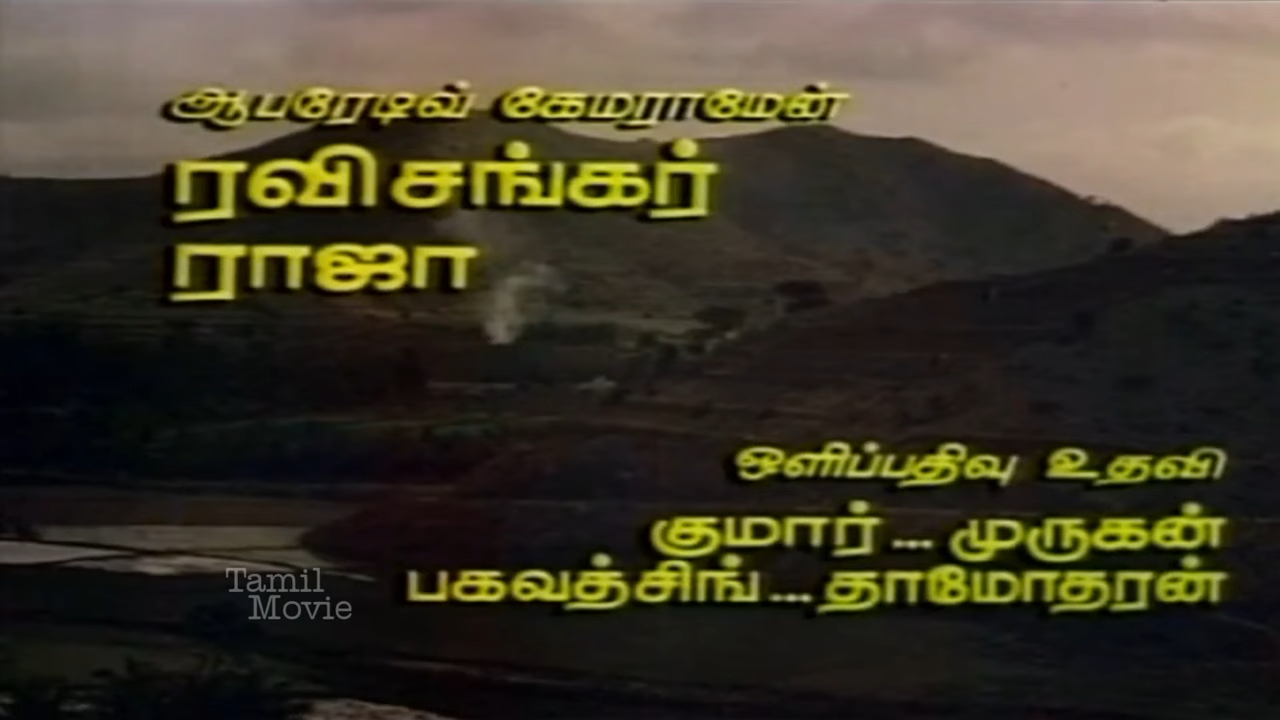 ஆபரேடிவ் கேமராமேன்
ரவிசங்கர்
ராஜா
ஒளிப்பதிவு உதவி
குமார் ... முருகன்
பகவத்சிங் ... தாமோதரன்
Tamil
Movie